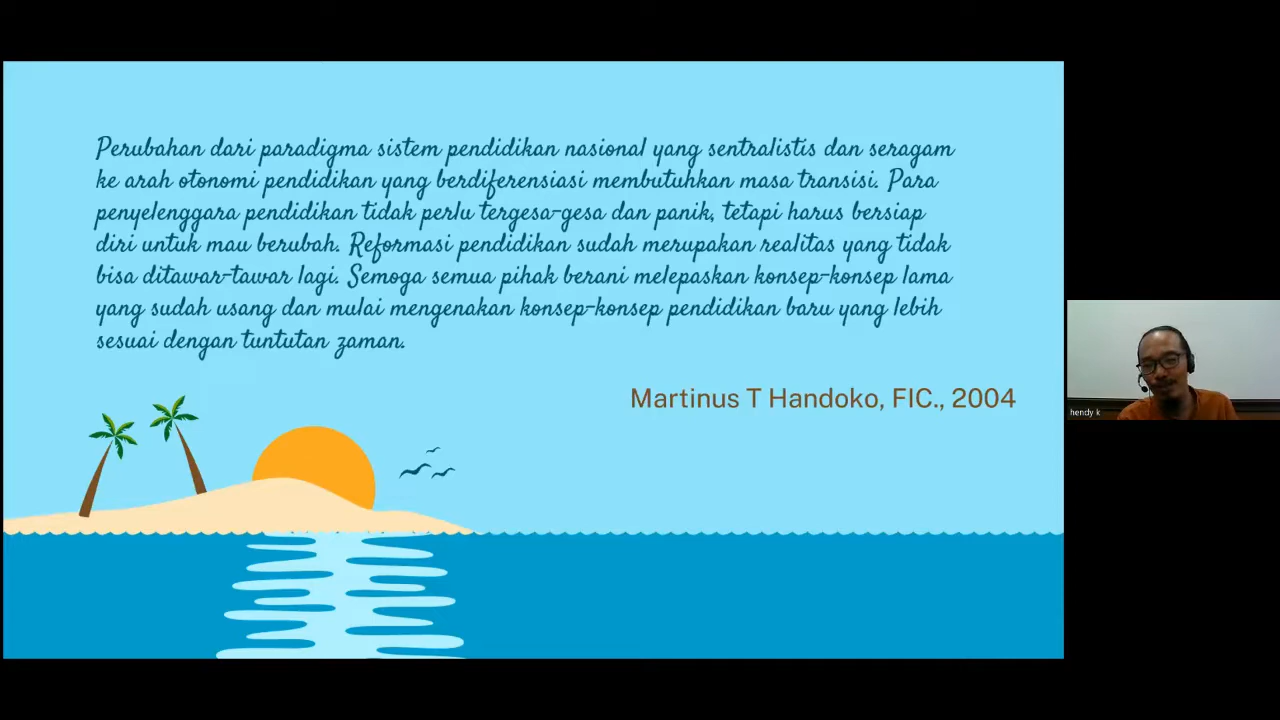 Perubahan dari paradigma sistem pendidikan nasional yang sentralistis dan seragam
ke arah otonomi pendidikan yang berdiferensiasi membutuhkan masa transisi. Para
penyelenggara pendidikan tidak perlu tergesa-gesa dan panik, tetapi harus bersiap
diri untuk mau berubah. Reformasi pendidikan sudah merupakan realitas yang tidak
bisa ditawar-tawar lagi. Semoga semua pihak berani melepaskan konsep-konsep lama
yang sudah usang dan mulai mengenakan konsep-konsep pendidikan baru yang lebih
sesuai dengan tuntutan zaman.
Martinus T Handoko, FIC., 2004
hendy k